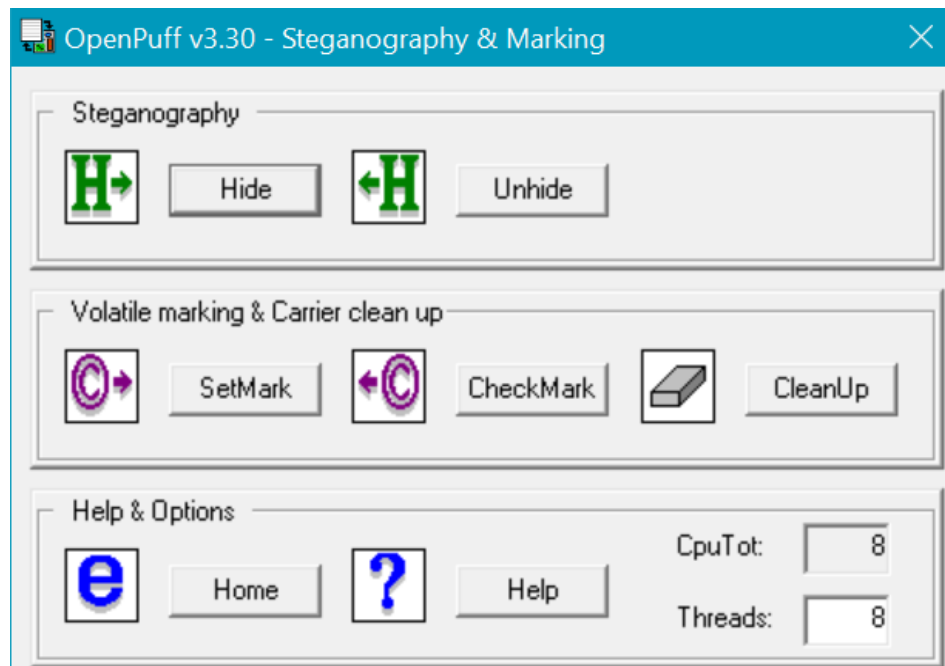 OpenPuff v3.30 - Steganography & Marking
Steganography
H Hide H Unhide
Volatile marking & Carrier clean up
C SetMark C CheckMark CleanUp
Help & Options
e Home ? Help
CpuTot: 8
Threads: 8